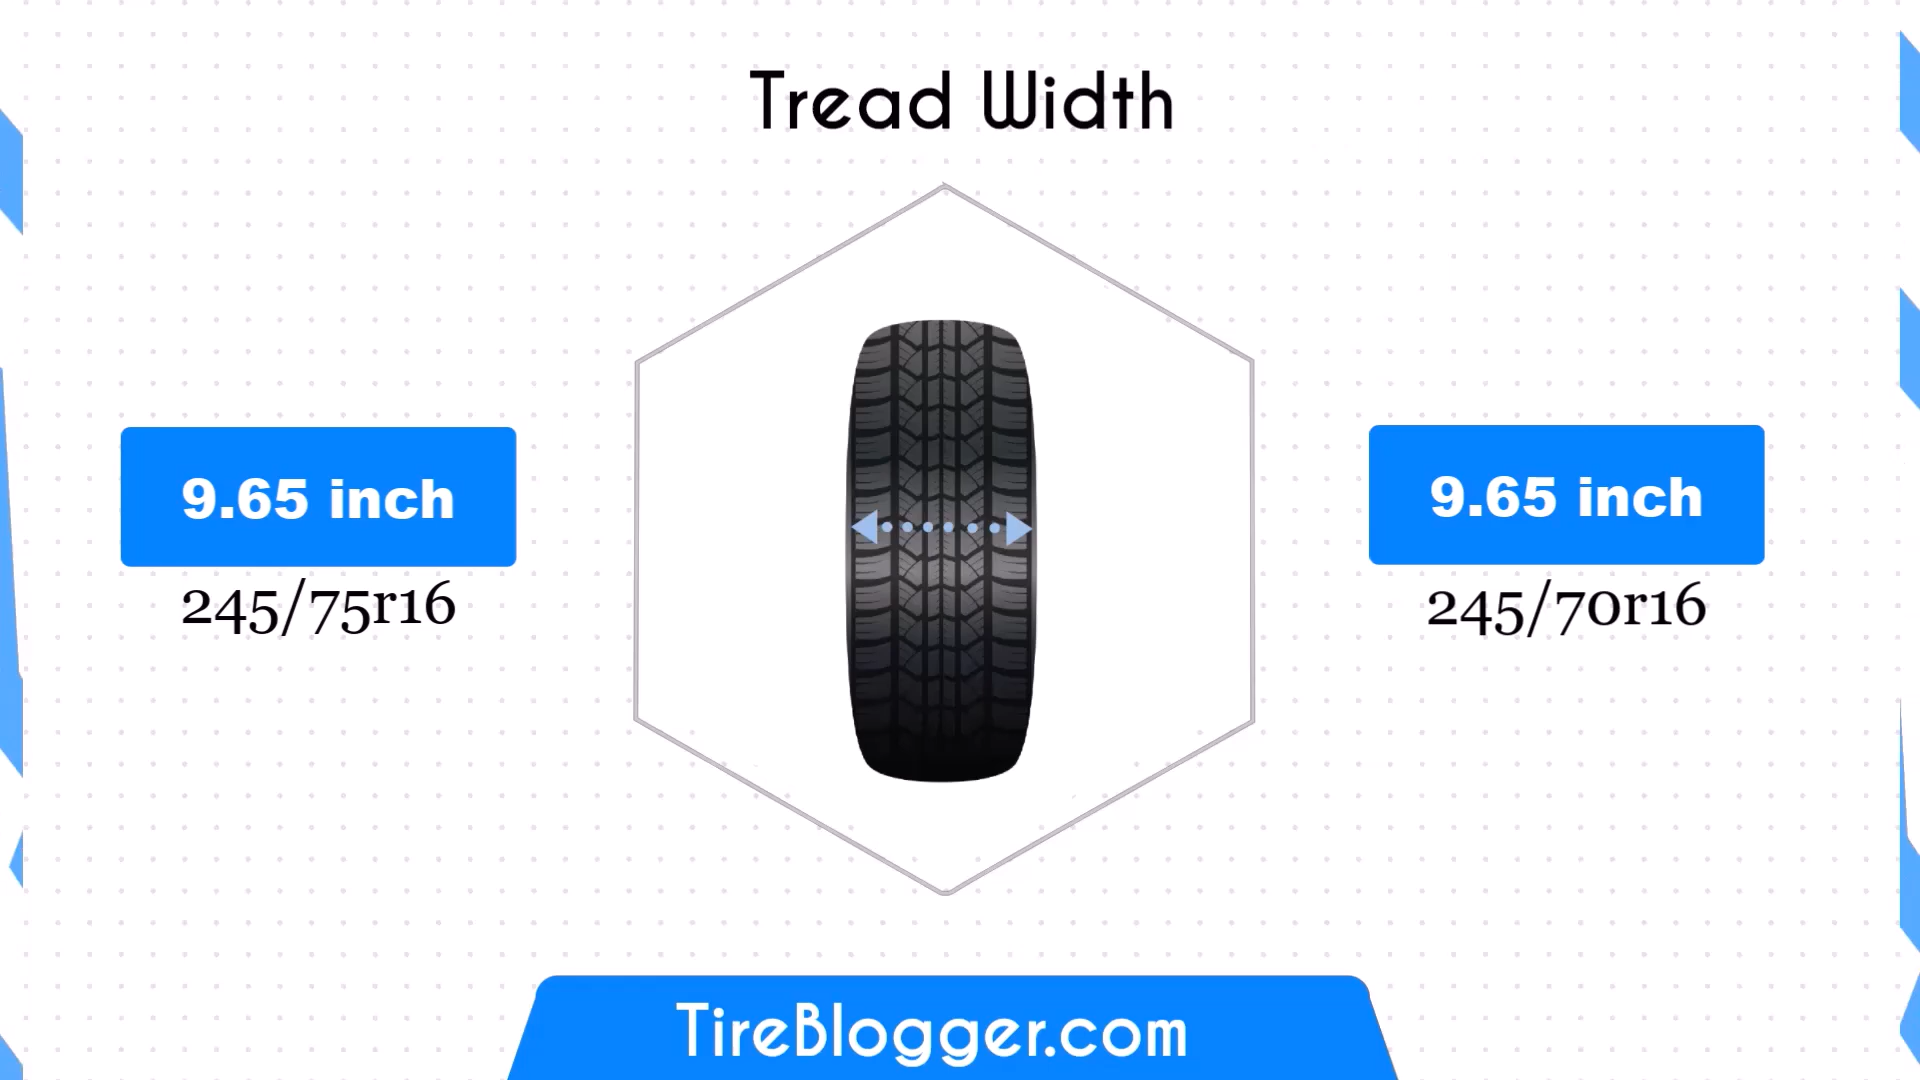 Tread Width
9.65 inch
245/75r16
9.65 inch
245/70r16
TireBlogger.com